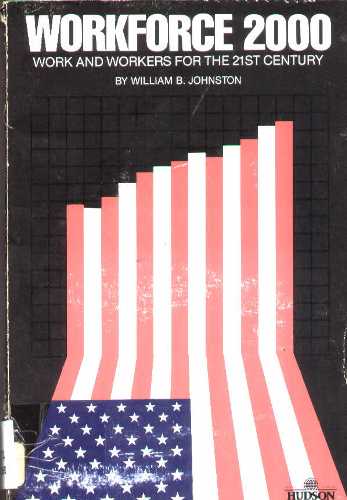 WORKFORCE 2000
WORK AND WORKERS FOR THE 21ST CENTURY
BY WILLIAM B. JOHNSTON
HUDSON